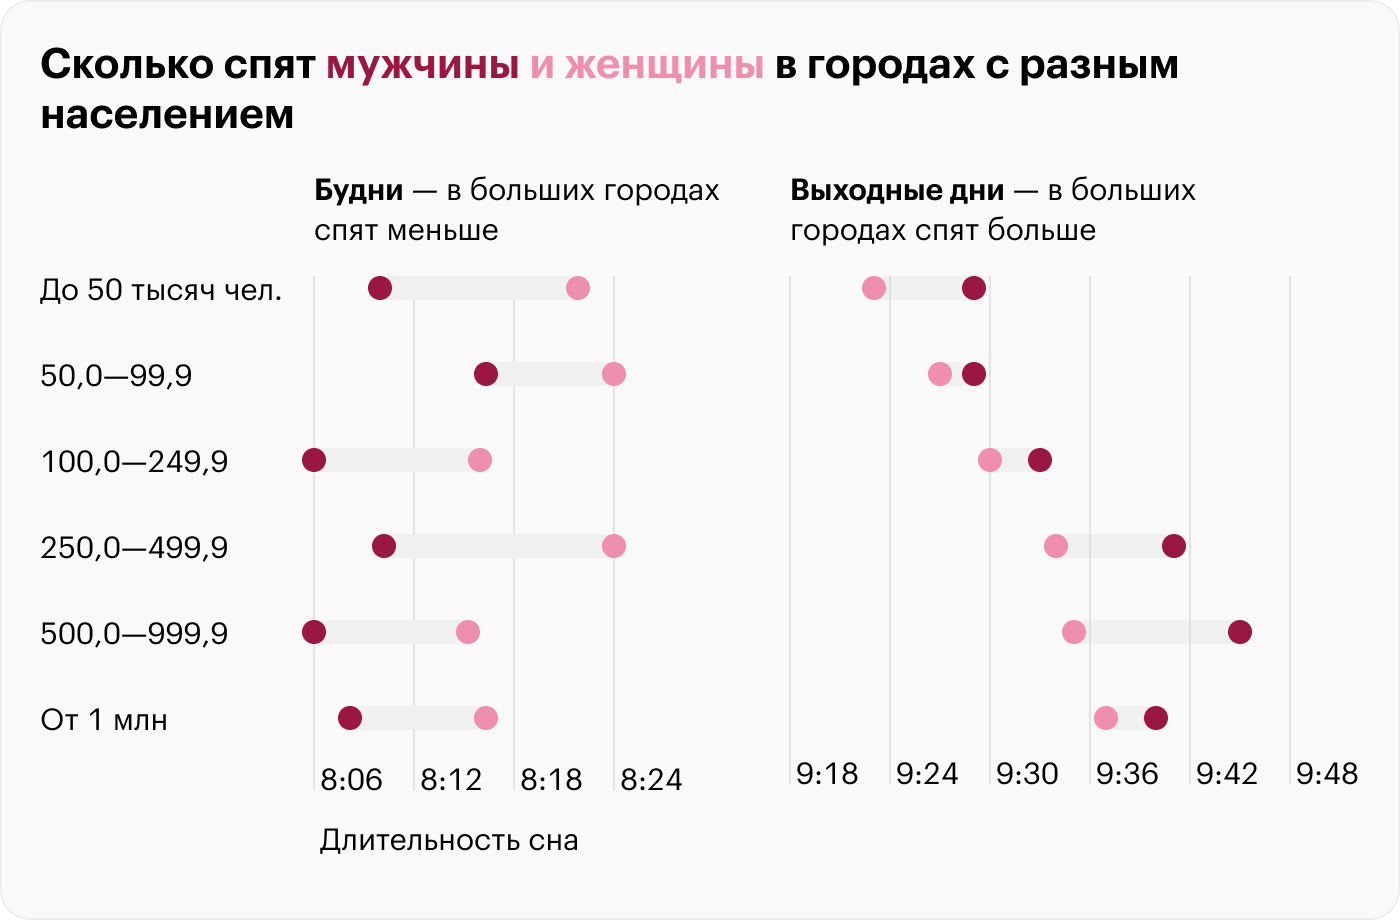 Сколько спят мужчины и женщины в городах с разным
населением
Будни — в больших городах
спят меньше
Выходные дни — в больших
городах спят больше
До 50 тысяч чел.
50,0—99,9
100,0—249,9
250,0—499,9
500,0—999,9
От 1 млн
8:06 8:12 8:18 8:24
9:18 9:24 9:30 9:36 9:42 9:48
Длительность сна